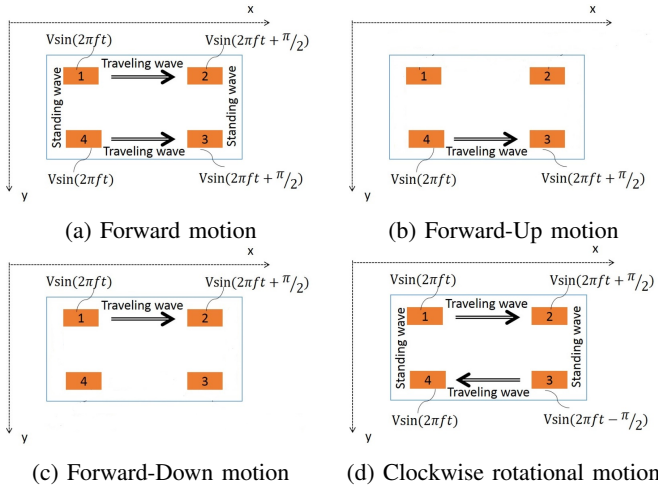 x
y
Vsin(2πft)
Vsin(2πft + π/2)
Traveling wave
1
2
Standing wave
Standing wave
4
3
Traveling wave
Vsin(2πft)
Vsin(2πft + π/2)
(a) Forward motion
x
y
1
2
4
3
Traveling wave
Vsin(2πft)
Vsin(2πft + π/2)
(b) Forward-Up motion
x
y
Vsin(2πft)
Vsin(2πft + π/2)
Traveling wave
1
2
4
3
(c) Forward-Down motion
x
y
Vsin(2πft)
Vsin(2πft + π/2)
Traveling wave
1
2
Standing wave
Standing wave
4
3
Traveling wave
Vsin(2πft)
Vsin(2πft − π/2)
(d) Clockwise rotational motion